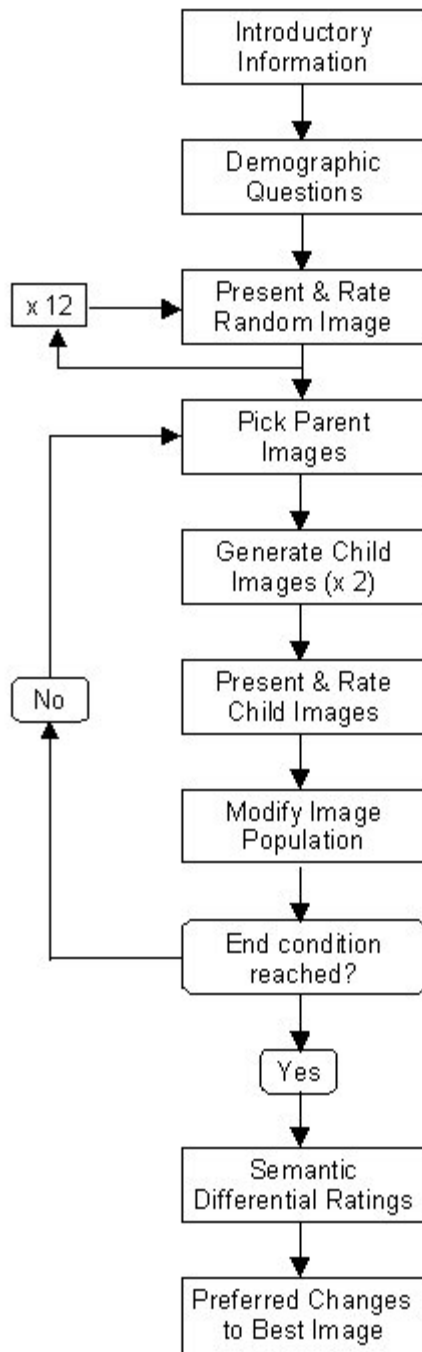 Introductory
Information
Demographic
Questions
x 12
Present & Rate
Random Image
Pick Parent
Images
Generate Child
Images (x 2)
No
Present & Rate
Child Images
Modify Image
Population
End condition
reached?
Yes
Semantic
Differential Ratings
Preferred Changes
to Best Image